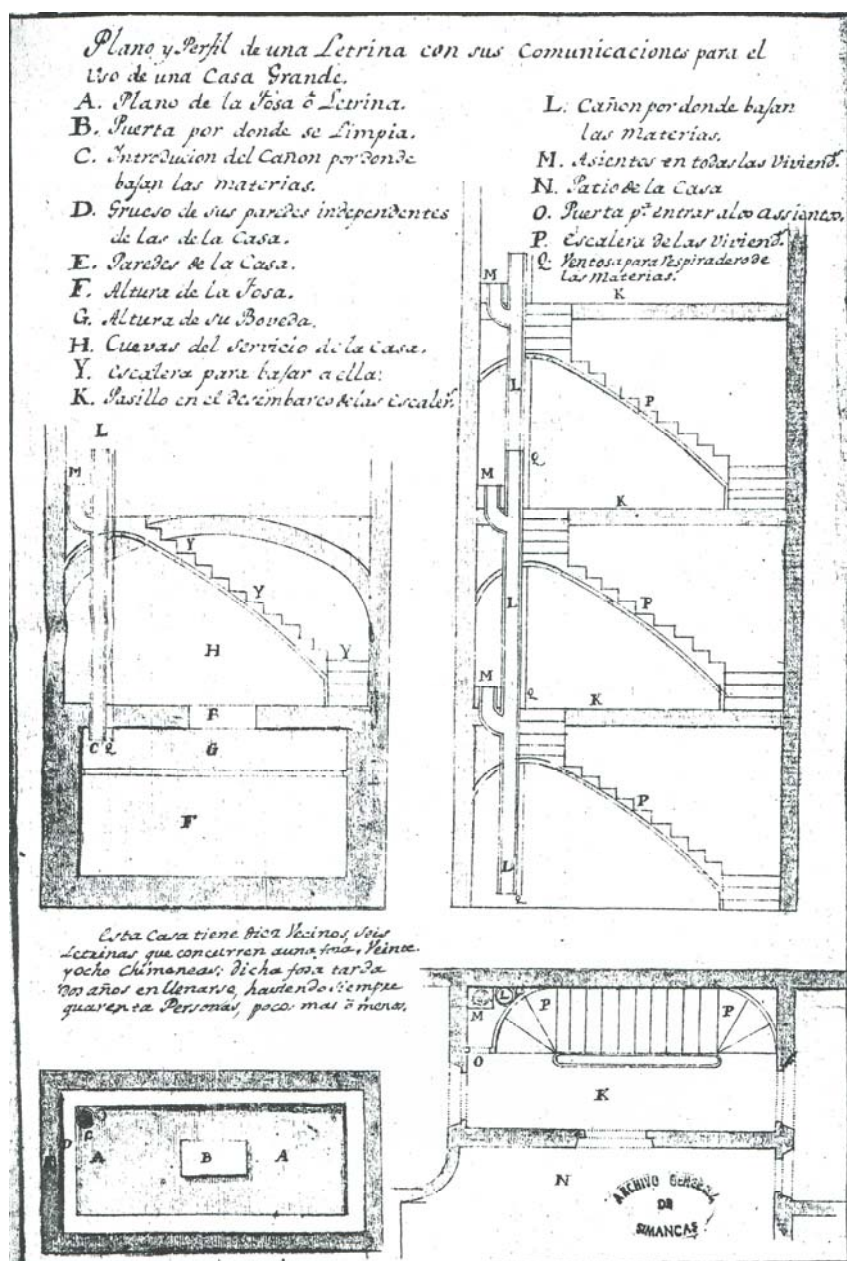 Plano y Perfil de una Letrina con sus Comunicaciones para el
Uso de una Casa Grande.
A. Plano de la Fosa ò Letrina.
B. Puerta por donde se Limpia.
C. Introducion del Cañon por donde
bajan las materias.
D. Grueso de sus paredes independentes
de las de la Casa.
E. Paredes de la Casa.
F. Altura de la Fosa.
G. Altura de su Boveda.
H. Cuevas del Servicio de la Casa.
Y. Escalera para bajar a ella:
K. Pasillo en el desembarco de las Escaler.s
L. Cañon por donde bajan
las Materias.
M. Asientos en todas las Viviend.s
N. Patio de la Casa
O. Puerta p.a entrar a los Assientos.
P. Escalera de las Viviend.s
Q. Ventosa para respiradero de
las Materias.
L
M
Y
Y
H
Y
C
Q
G
F
M
K
L
P
Q
M
K
L
P
Q
M
K
P
L
Q
Esta Casa tiene diez Vecinos, seis
Letrinas que concurren a una fosa, Veinte
y ocho Chimeneas: dicha fosa tarda
dos años en llenarse, haviendo siempre
quarenta Personas, poco mas ò menos.
D
C
A
B
A
M
L
P
P
O
K
N
ARCHIVO GENERAL
DE
SIMANCAS